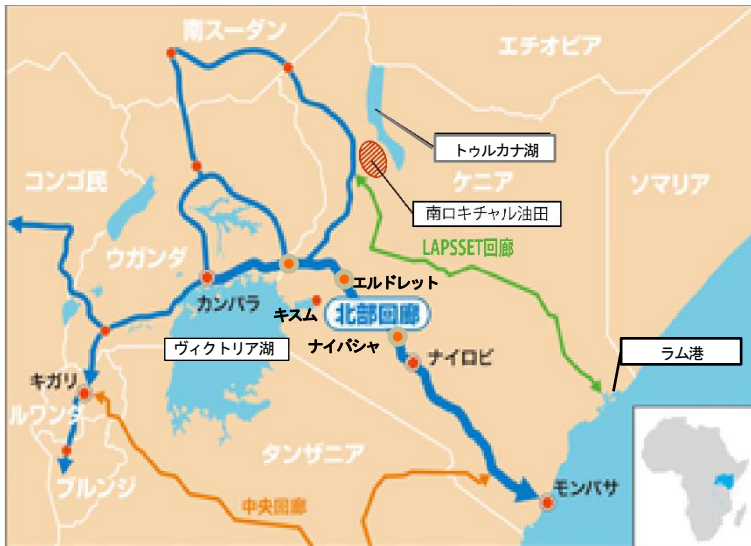 南スーダン
エチオピア
トゥルカナ湖
コンゴ民
ケニア
ソマリア
南ロキチャル油田
ウガンダ
LAPSSET回廊
カンパラ
エルドレット
キスム
北部回廊
ヴィクトリア湖
ナイバシャ
ナイロビ
ラム港
キガリ
ルワンダ
タンザニア
ブルンジ
中央回廊
モンバサ